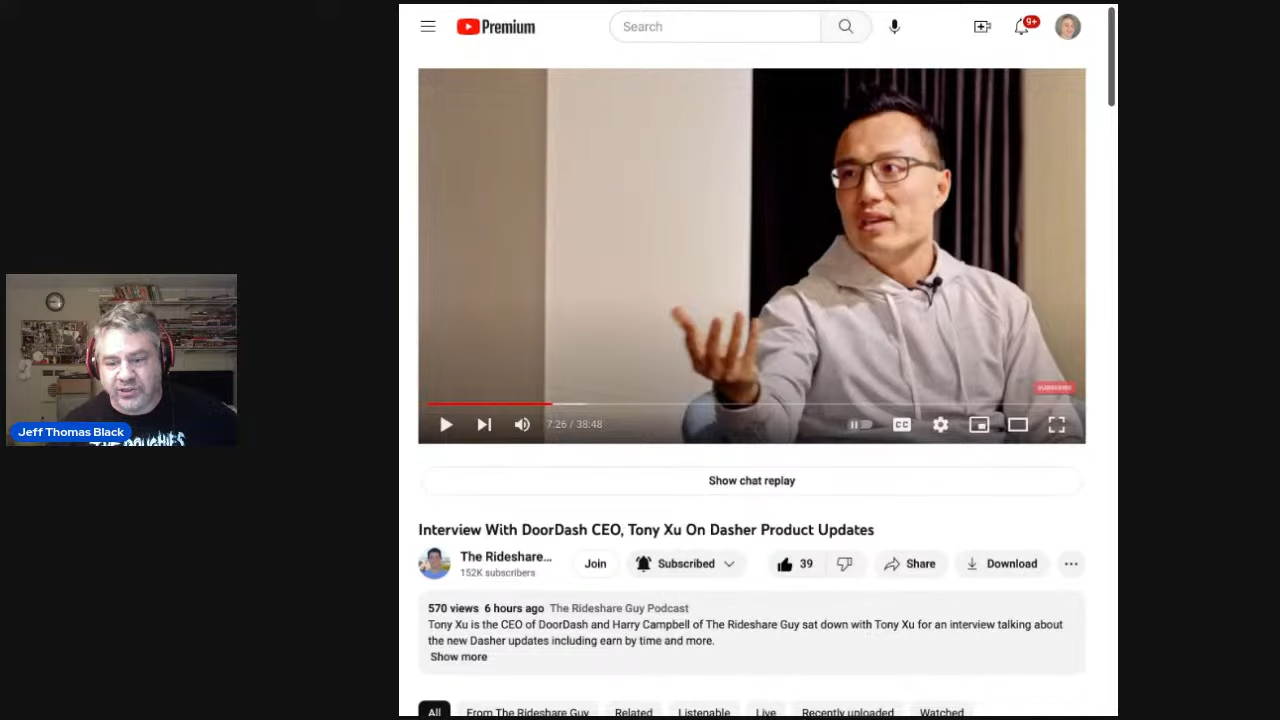 Premium
Search
9+
SUBSCRIBE
7:26 / 38:48
CC
Show chat replay
Interview With DoorDash CEO, Tony Xu On Dasher Product Updates
The Rideshare...
152K subscribers
Join
Subscribed
39
Share
Download
570 views 6 hours ago The Rideshare Guy Podcast
Tony Xu is the CEO of DoorDash and Harry Campbell of The Rideshare Guy sat down with Tony Xu for an interview talking about
the new Dasher updates including earn by time and more.
Show more
All From The Rideshare Guy Related Listenable Live Recently uploaded Watched
Jeff Thomas Black